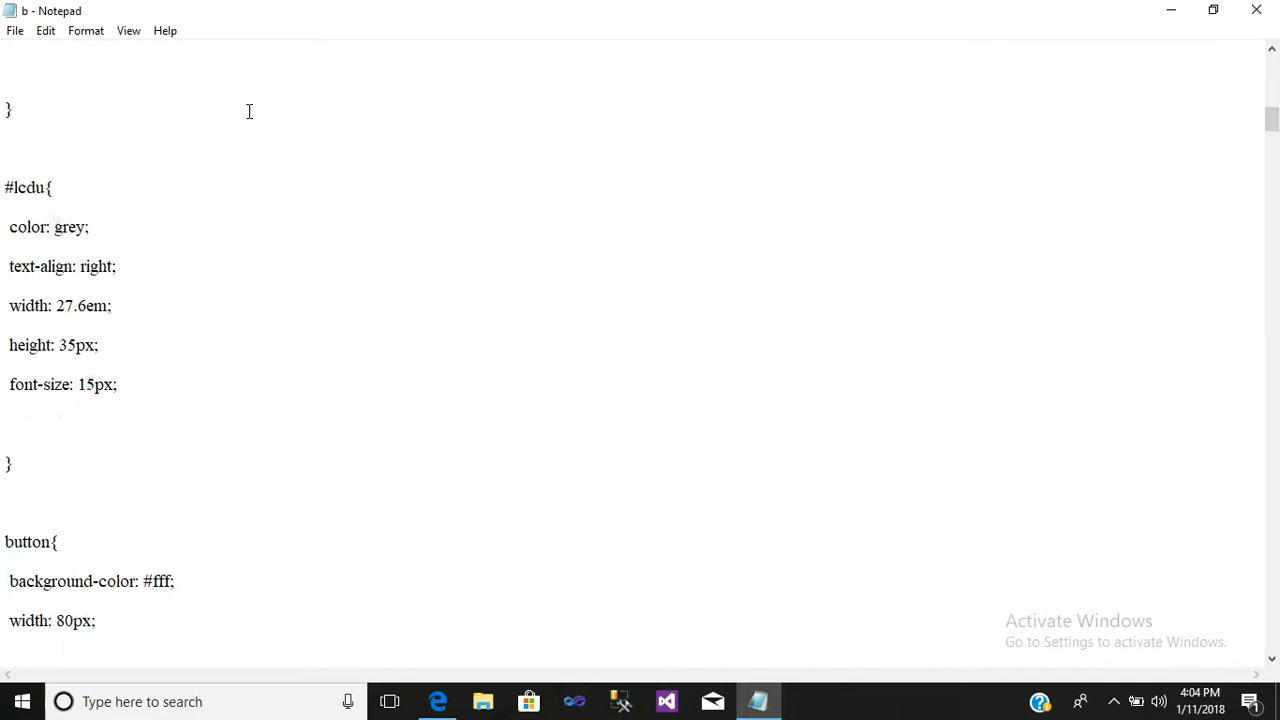 b - Notepad
File Edit Format View Help
}
#lcdu{
color: grey;
text-align: right;
width: 27.6em;
height: 35px;
font-size: 15px;
}
button{
background-color: #fff;
width: 80px;
Activate Windows
Go to Settings to activate Windows.
Type here to search
4:04 PM
1/11/2018
1